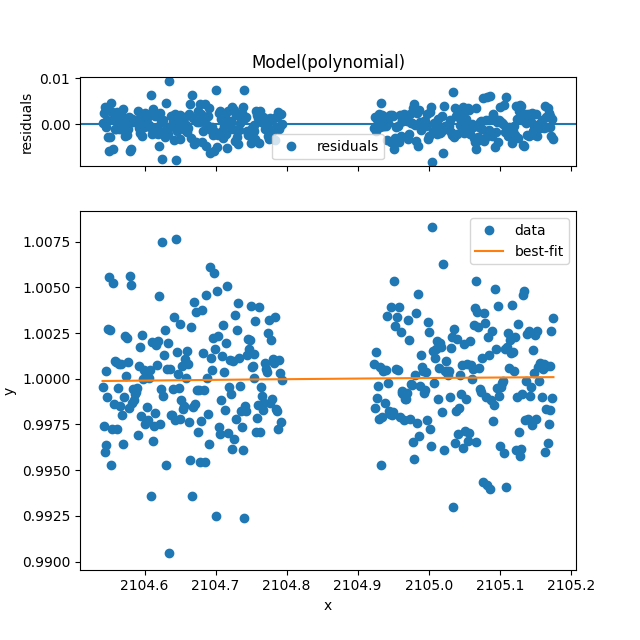 Model(polynomial)
0.01
0.00
residuals
residuals
data
best-fit
1.0075
1.0050
1.0025
1.0000
0.9975
0.9950
0.9925
0.9900
y
2104.6 2104.7 2104.8 2104.9 2105.0 2105.1 2105.2
x